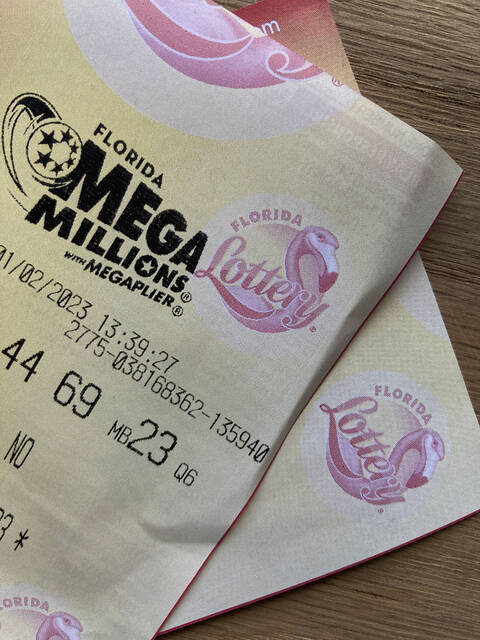 om
FLORIDA
MEGA
MILLIONS®
WITH MEGAPLIER®
FLORIDA
Lottery®
01/02/2023 13:39:27
2775-038168362-135940
44 69 MB 23 Q6
NO
*
FLORIDA
Lottery®